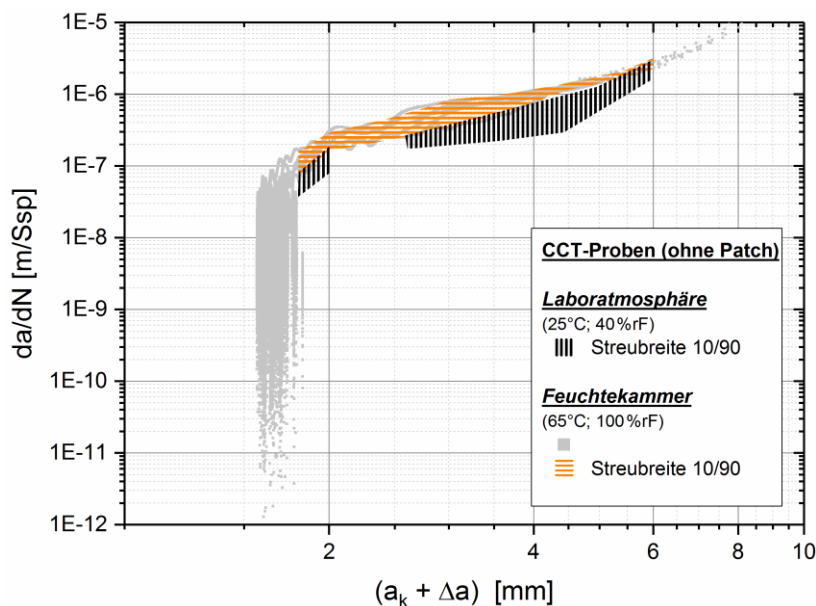 1E-5
1E-6
1E-7
1E-8
1E-9
1E-10
1E-11
1E-12
da/dN [m/Ssp]
2
4
6
8
10
(aₖ + Δa) [mm]
CCT-Proben (ohne Patch)
Laboratmosphäre
(25°C; 40%rF)
Streubreite 10/90
Feuchtekammer
(65°C; 100%rF)
Streubreite 10/90